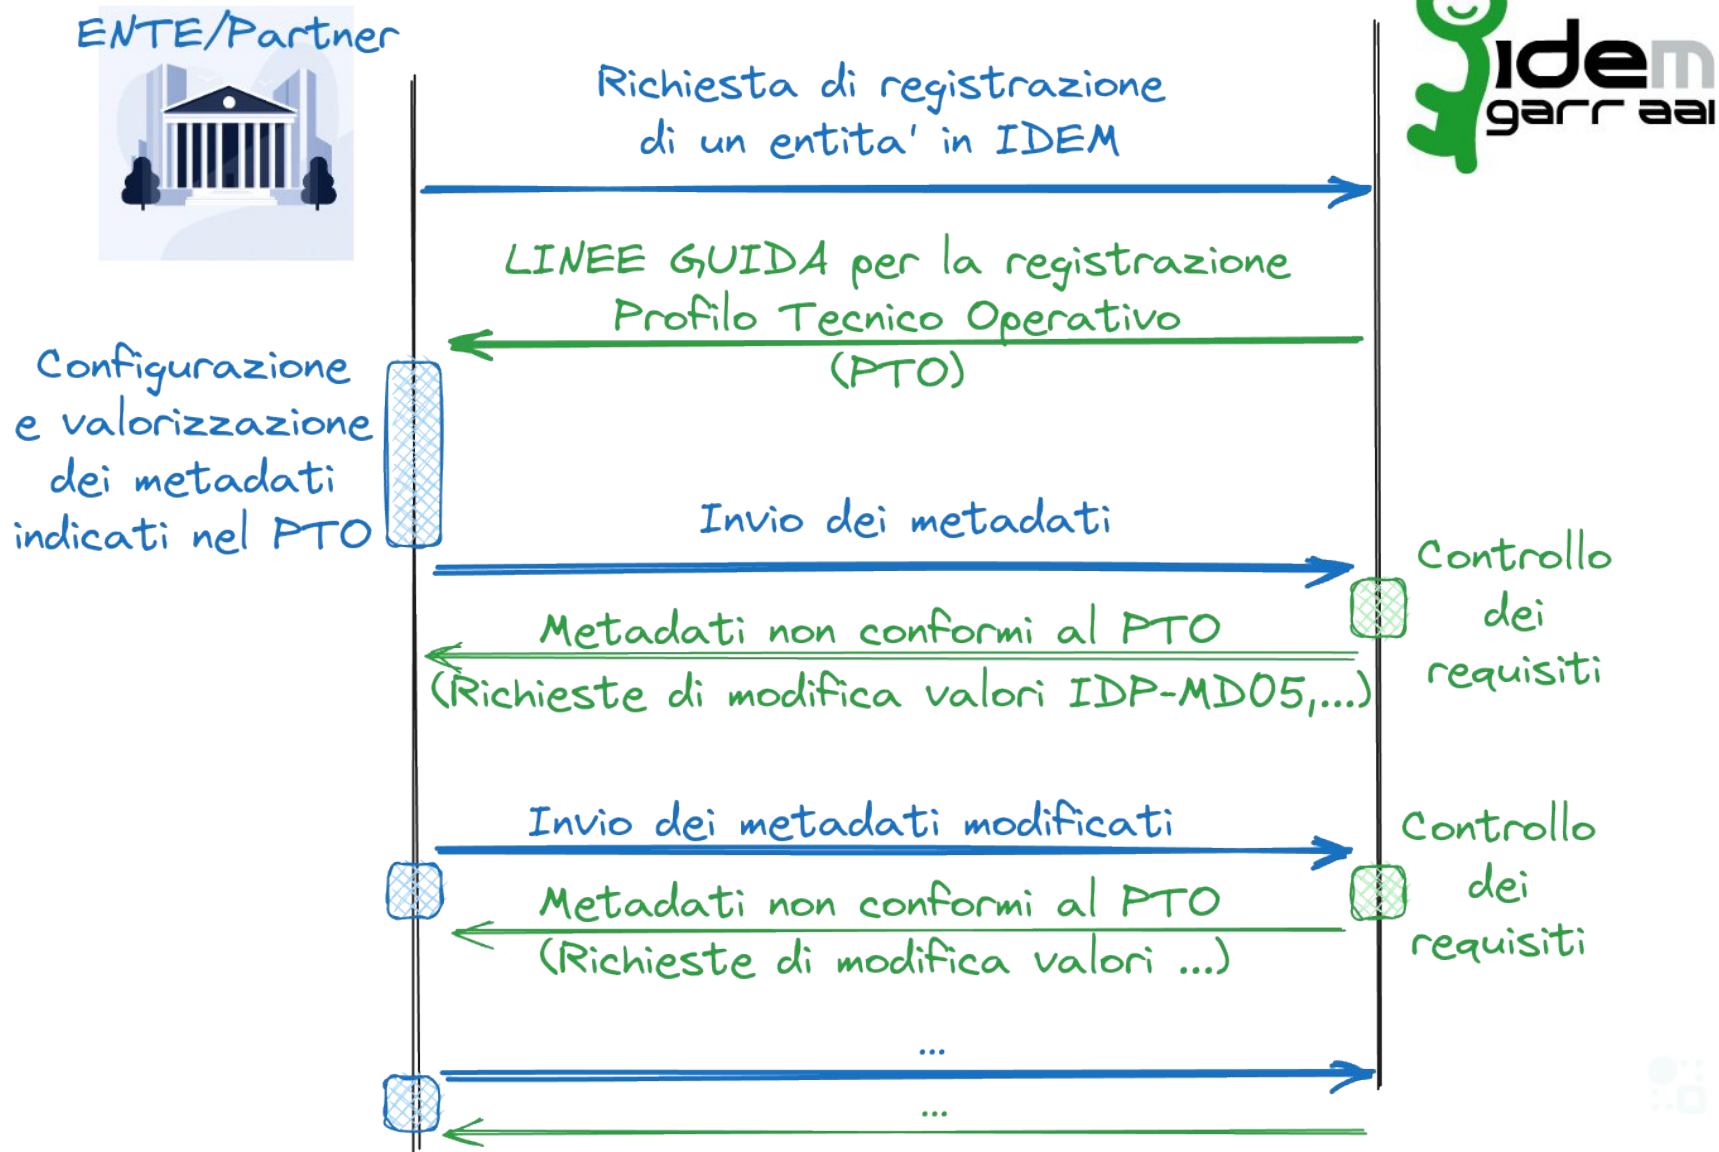 ENTE/Partner
idem
garr aai
Richiesta di registrazione
di un entita' in IDEM
LINEE GUIDA per la registrazione
Profilo Tecnico Operativo
(PTO)
Configurazione
e valorizzazione
dei metadati
indicati nel PTO
Invio dei metadati
Controllo
dei
requisiti
Metadati non conformi al PTO
(Richieste di modifica valori IDP-MD05,...)
Invio dei metadati modificati
Controllo
dei
requisiti
Metadati non conformi al PTO
(Richieste di modifica valori ...)
...
...